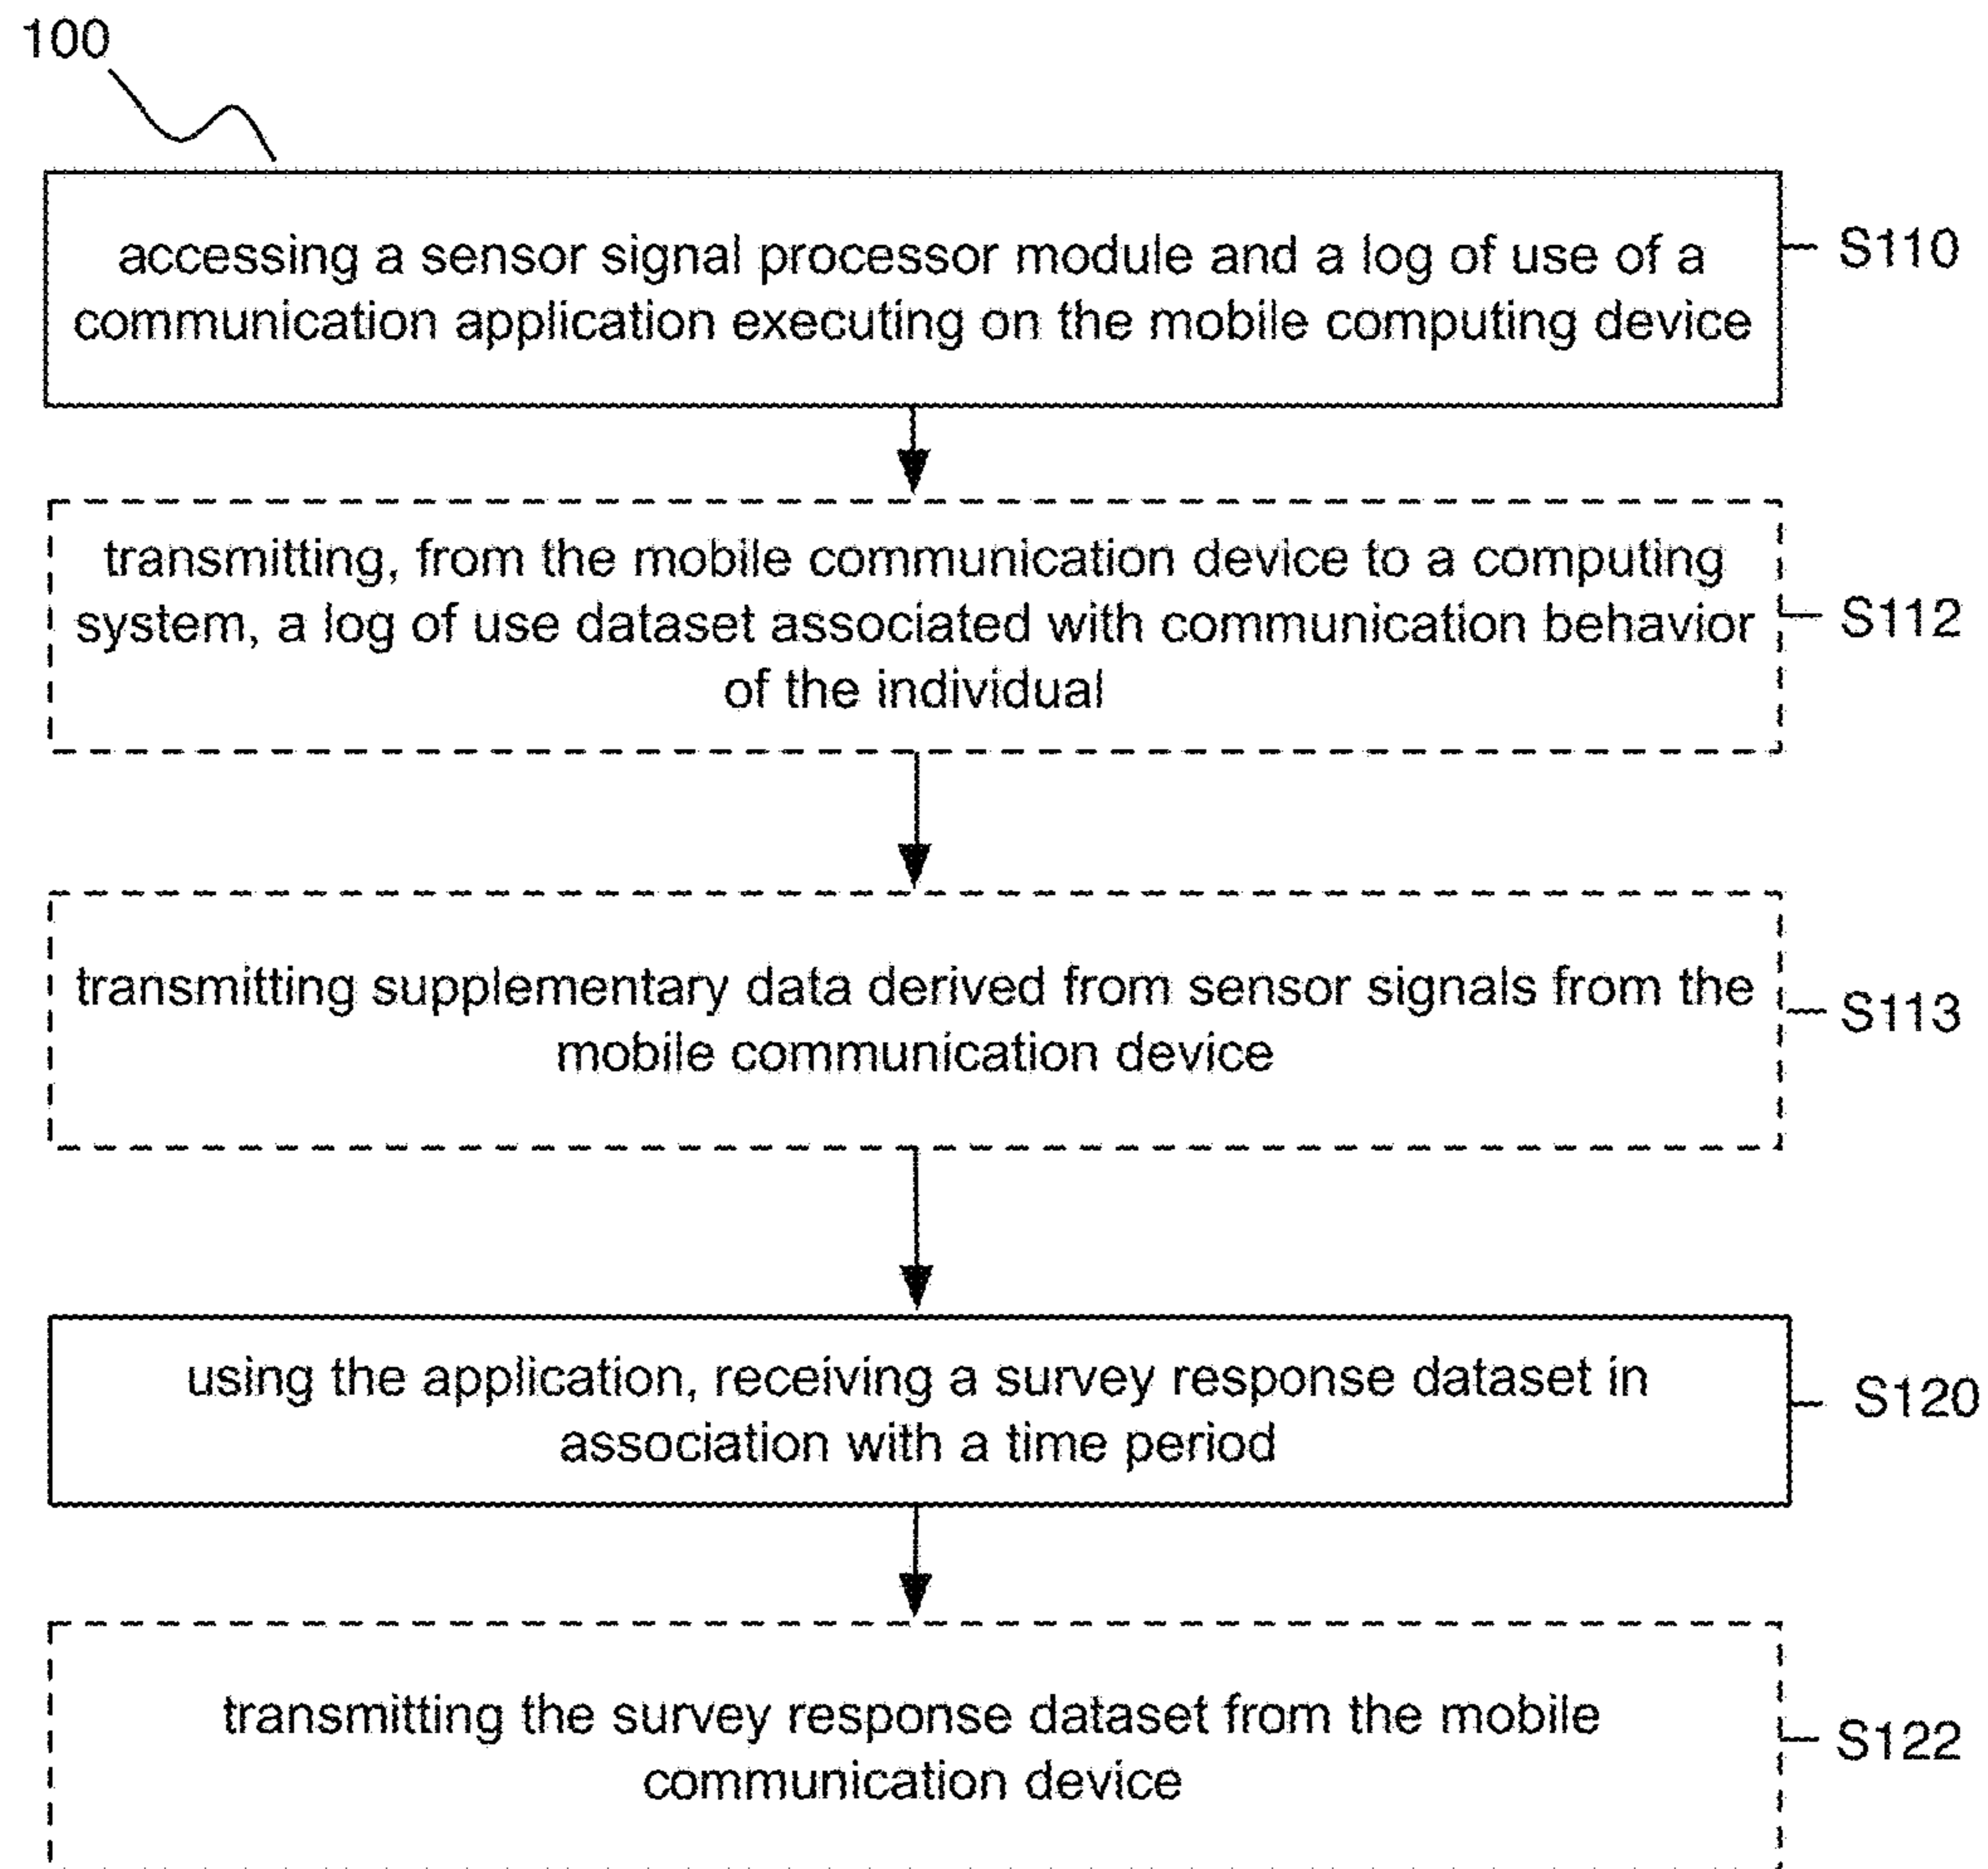 100
accessing a sensor signal processor module and a log of use of a
communication application executing on the mobile computing device
S110
transmitting, from the mobile communication device to a computing
system, a log of use dataset associated with communication behavior
of the individual
S112
transmitting supplementary data derived from sensor signals from the
mobile communication device
S113
using the application, receiving a survey response dataset in
association with a time period
S120
transmitting the survey response dataset from the mobile
communication device
S122